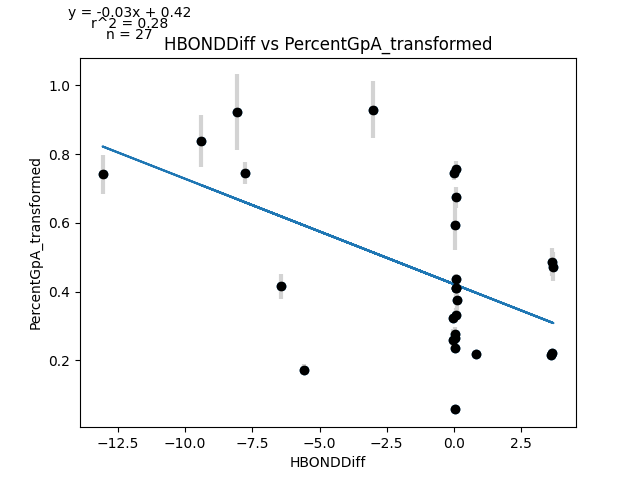 y = -0.03x + 0.42
r^2 = 0.28
n = 27
HBONDDiff vs PercentGpA_transformed
PercentGpA_transformed
1.0
0.8
0.6
0.4
0.2
−12.5 −10.0 −7.5 −5.0 −2.5 0.0 2.5
HBONDDiff